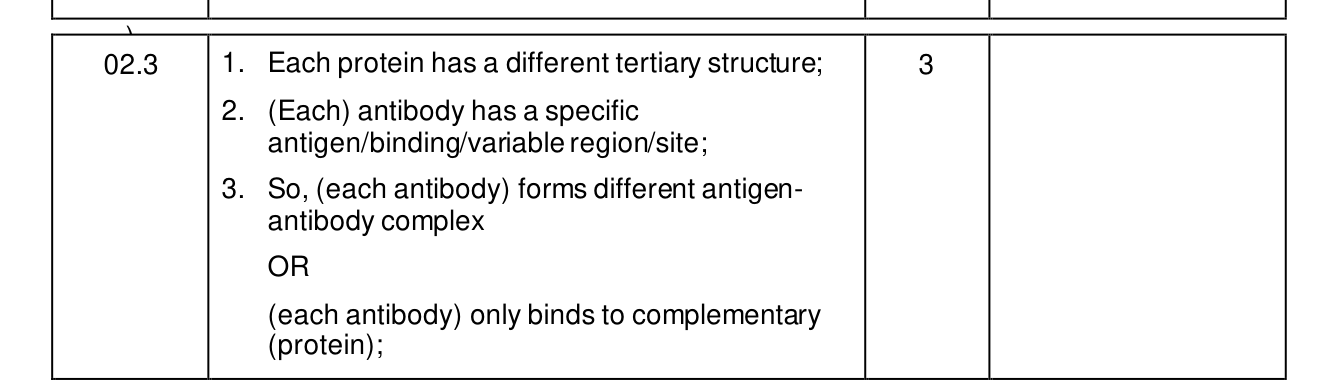 02.3
1. Each protein has a different tertiary structure;
3
2. (Each) antibody has a specific
antigen/binding/variable region/site;
3. So, (each antibody) forms different antigen-
antibody complex
OR
(each antibody) only binds to complementary
(protein);